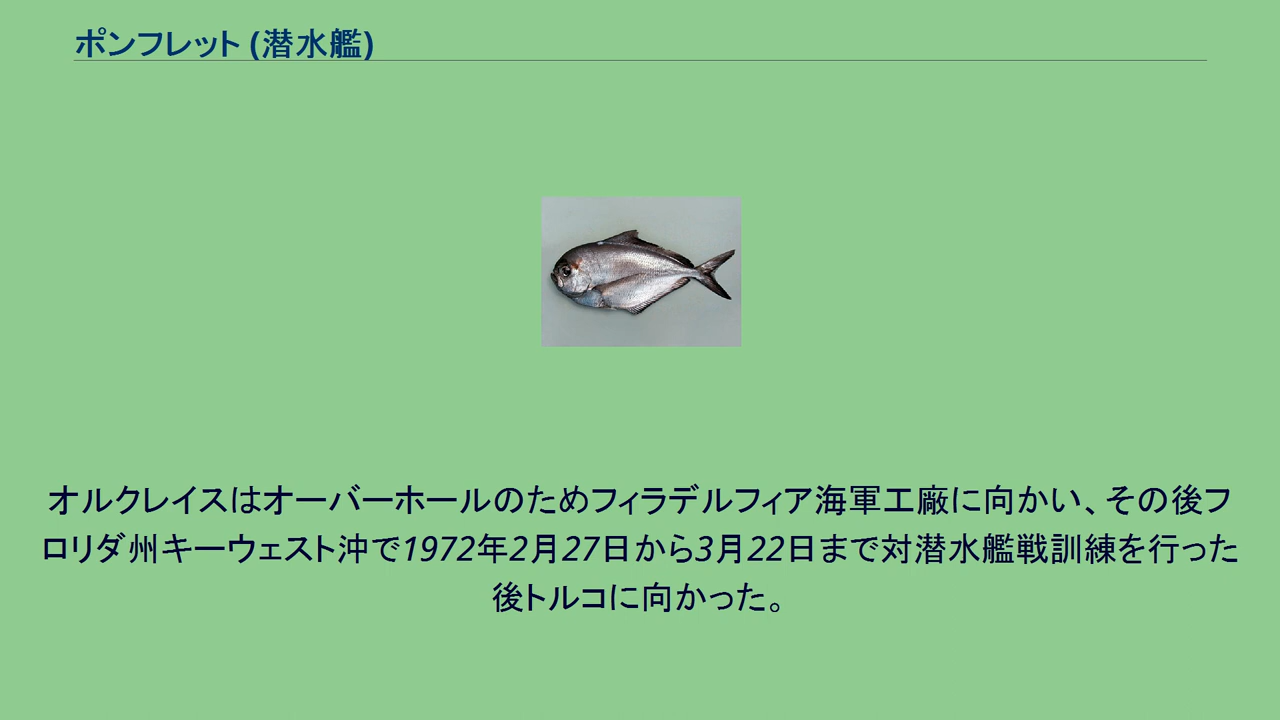 ポンフレット (潜水艦)
オルクレイスはオーバーホールのためフィラデルフィア海軍工廠に向かい、その後フ
ロリダ州キーウェスト沖で1972年2月27日から3月22日まで対潜水艦戦訓練を行った
後トルコに向かった。